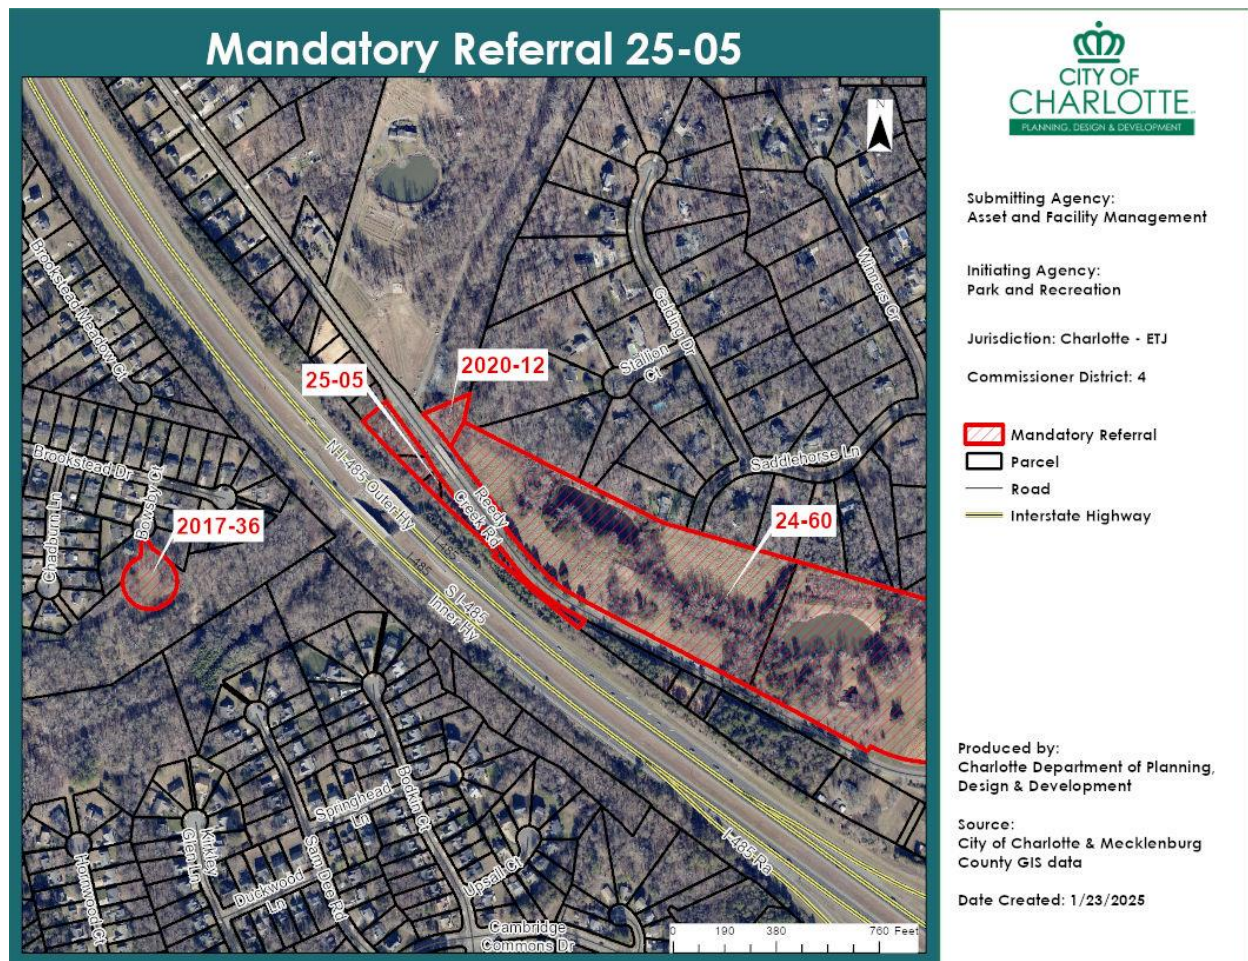 Mandatory Referral 25-05
N
Brookstead Meadow Ct
Gelding Dr
Winners Cr
Stallion
Ct
2020-12
25-05
N I-485 Outer Hy
Brookstead Dr
Bowsby Ct
Chadburn Ln
2017-36
Reedy
Creek Rd
Saddlehorse Ln
24-60
I-485
I-485
S I-485
Inner Hy
Springhead
Ln
Bodkin Ct
Kirkley
Glen Ln
Sam Dee Rd
Duckwood
Ln
Hornwood Ct
Upsall Ct
I-485 Ra
Cambridge
Commons Dr
0 190 380 760 Feet
CITY OF
CHARLOTTE
PLANNING, DESIGN & DEVELOPMENT
Submitting Agency:
Asset and Facility Management
Initiating Agency:
Park and Recreation
Jurisdiction: Charlotte - ETJ
Commissioner District: 4
Mandatory Referral
Parcel
Road
Interstate Highway
Produced by:
Charlotte Department of Planning,
Design & Development
Source:
City of Charlotte & Mecklenburg
County GIS data
Date Created: 1/23/2025